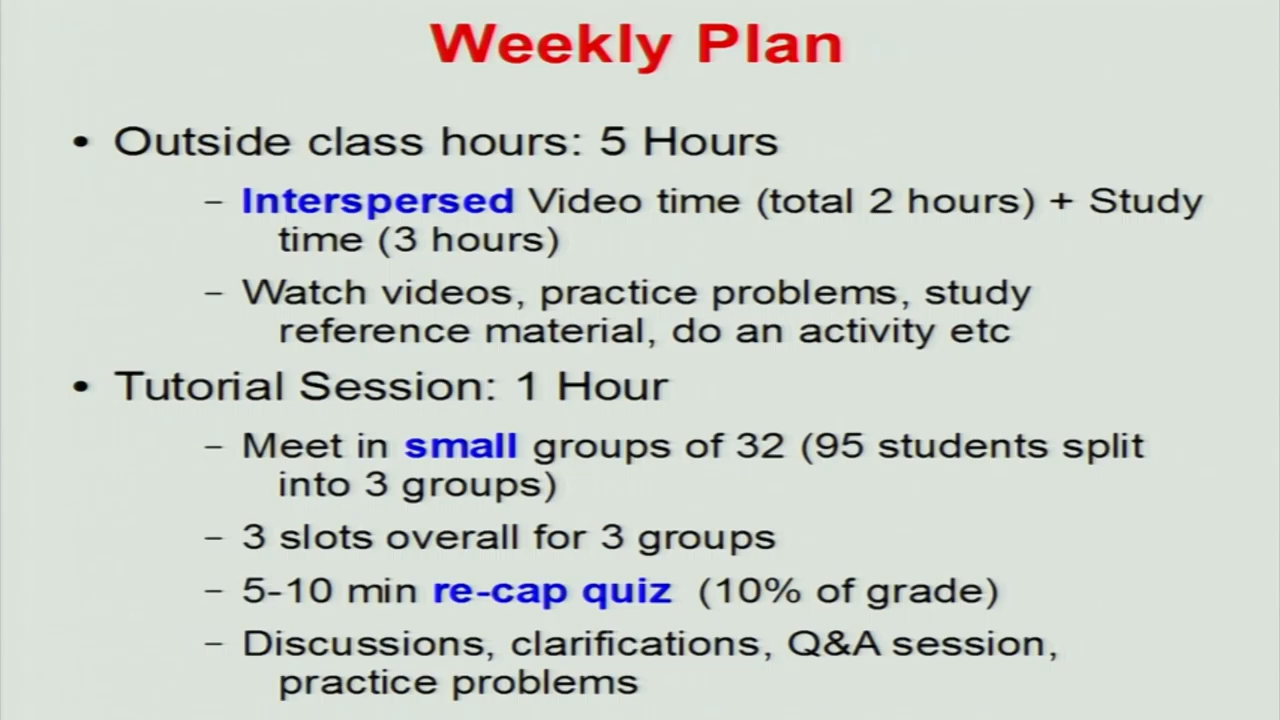 Weekly Plan
• Outside class hours: 5 Hours
– Interspersed Video time (total 2 hours) + Study
time (3 hours)
– Watch videos, practice problems, study
reference material, do an activity etc
• Tutorial Session: 1 Hour
– Meet in small groups of 32 (95 students split
into 3 groups)
– 3 slots overall for 3 groups
– 5-10 min re-cap quiz (10% of grade)
– Discussions, clarifications, Q&A session,
practice problems